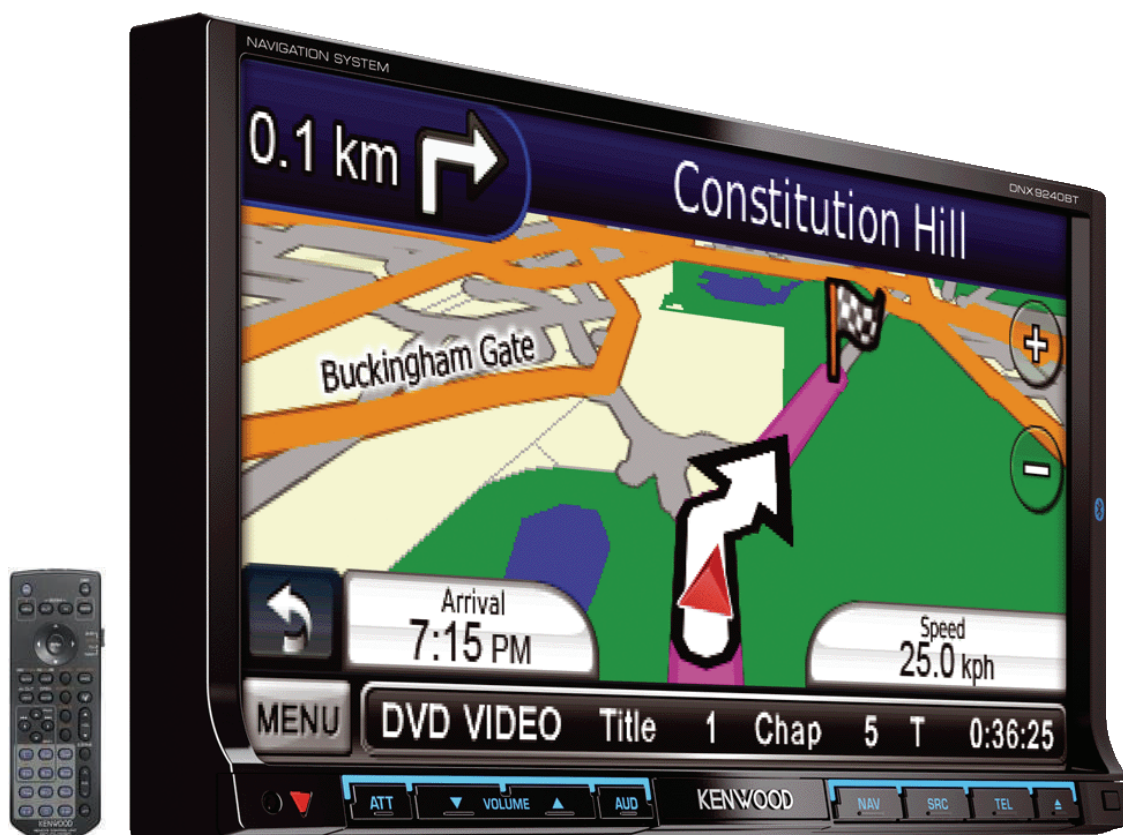 NAVIGATION SYSTEM
DNX9240BT
0.1 km
Constitution Hill
Buckingham Gate
+
−
Arrival
7:15 PM
Speed
25.0 kph
MENU
DVD VIDEO Title 1 Chap 5 T 0:36:25
ATT ▼ VOLUME ▲ AUD KENWOOD NAV SRC TEL
KENWOOD